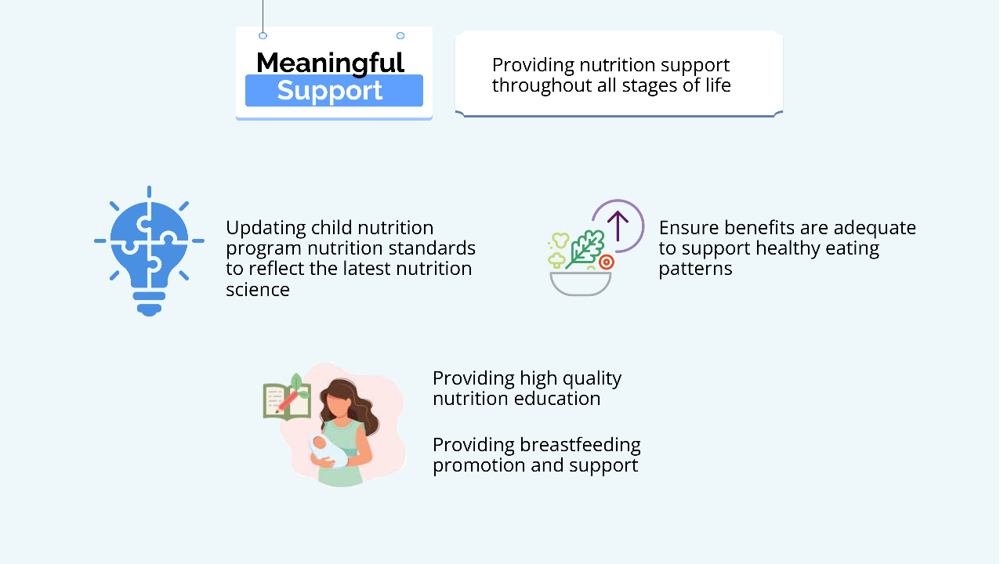 Meaningful
Support
Providing nutrition support
throughout all stages of life
Updating child nutrition
program nutrition standards
to reflect the latest nutrition
science
Ensure benefits are adequate
to support healthy eating
patterns
Providing high quality
nutrition education
Providing breastfeeding
promotion and support